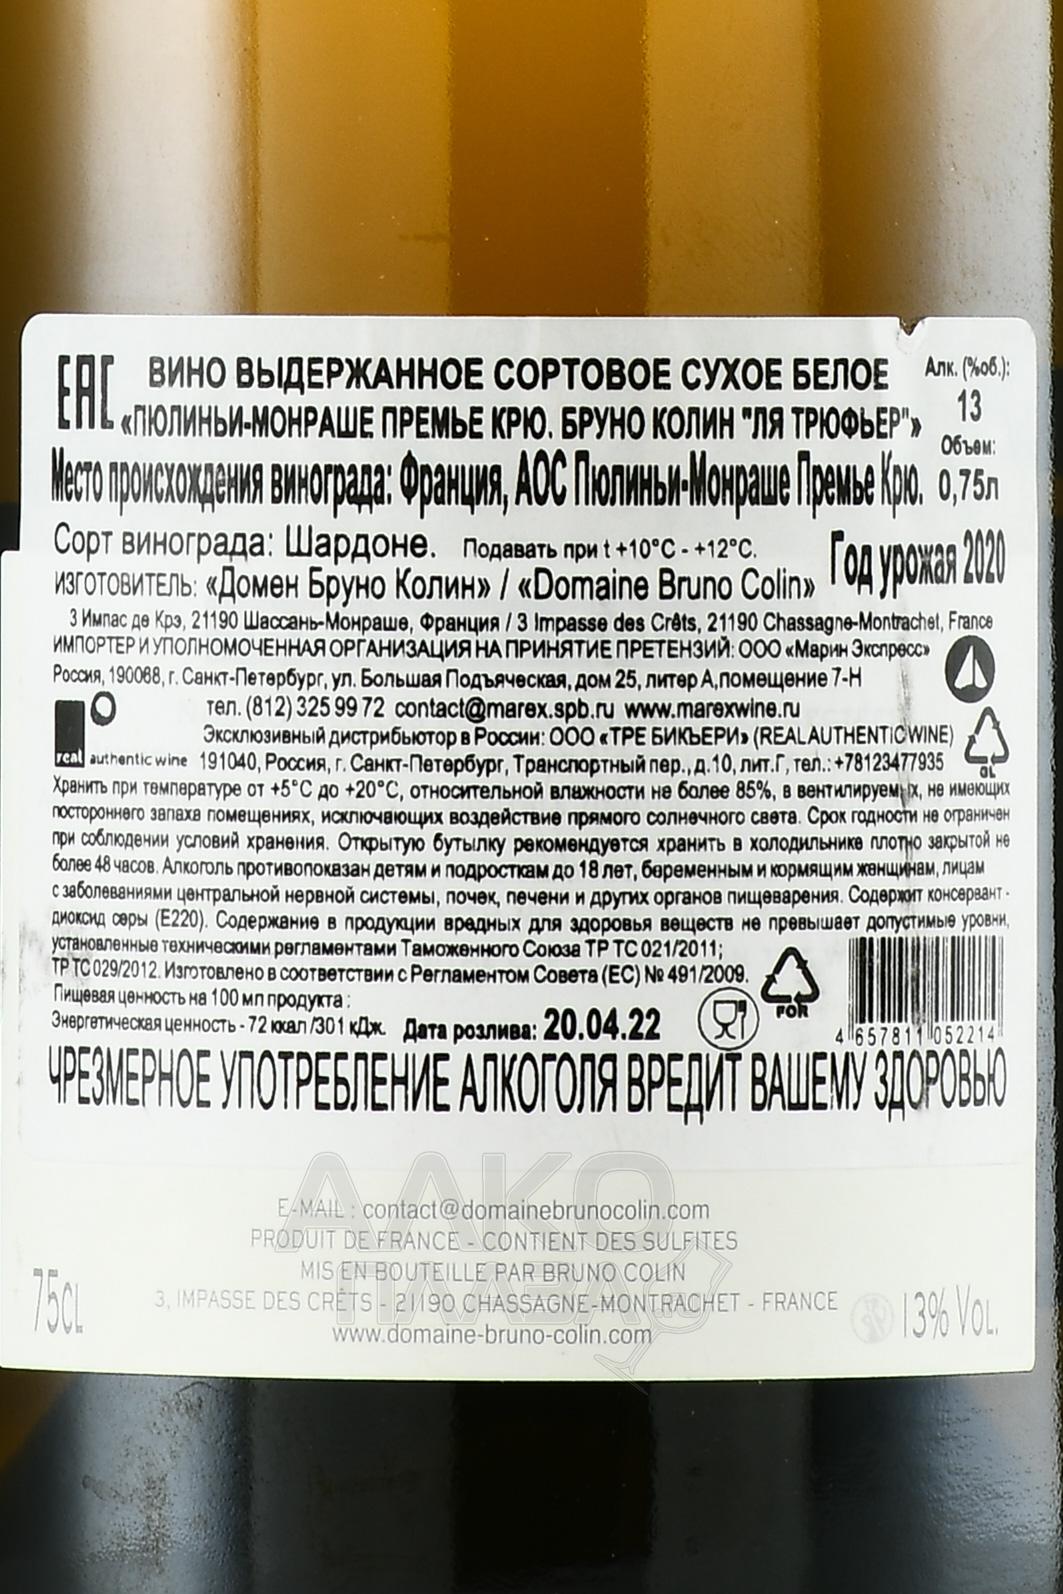 ЕАС ВИНО ВЫДЕРЖАННОЕ СОРТОВОЕ СУХОЕ БЕЛОЕ
Алк. (%об.):
13
«ПЮЛИНЬИ-МОНРАШЕ ПРЕМЬЕ КРЮ. БРУНО КОЛИН "ЛЯ ТРЮФЬЕР"»
Объем:
0,75л
Место происхождения винограда: Франция, АОС Пюлиньи-Монраше Премье Крю.
Сорт винограда: Шардоне. Подавать при t +10°С - +12°С.
Год урожая 2020
ИЗГОТОВИТЕЛЬ: «Домен Бруно Колин» / «Domaine Bruno Colin»
3 Импас де Крэ, 21190 Шассань-Монраше, Франция / 3 Impasse des Crêts, 21190 Chassagne-Montrachet, France
ИМПОРТЕР И УПОЛНОМОЧЕННАЯ ОРГАНИЗАЦИЯ НА ПРИНЯТИЕ ПРЕТЕНЗИЙ: ООО «Марин Экспресс»
Россия, 190068, г. Санкт-Петербург, ул. Большая Подъяческая, дом 25, литер А,помещение 7-Н
тел. (812) 325 99 72 contact@marex.spb.ru www.marexwine.ru
Эксклюзивный дистрибьютор в России: ООО «ТРЕ БИКЪЕРИ» (REAL AUTHENTIC WINE)
real authentic wine
191040, Россия, г. Санкт-Петербург, Транспортный пер., д.10, лит.Г, тел.: +78123477935
GL
Хранить при температуре от +5°С до +20°С, относительной влажности не более 85%, в вентилируемых, не имеющих
постороннего запаха помещениях, исключающих воздействие прямого солнечного света. Срок годности не ограничен
при соблюдении условий хранения. Открытую бутылку рекомендуется хранить в холодильнике плотно закрытой не
более 48 часов. Алкоголь противопоказан детям и подросткам до 18 лет, беременным и кормящим женщинам, лицам
с заболеваниями центральной нервной системы, почек, печени и других органов пищеварения. Содержит консервант -
диоксид серы (Е220). Содержание в продукции вредных для здоровья веществ не превышает допустимые уровни,
установленные техническими регламентами Таможенного Союза ТР ТС 021/2011;
ТР ТС 029/2012. Изготовлено в соответствии с Регламентом Совета (ЕС) № 491/2009.
Пищевая ценность на 100 мл продукта :
Энергетическая ценность - 72 ккал /301 кДж. Дата розлива: 20.04.22
FOR
4 657811 052214
ЧРЕЗМЕРНОЕ УПОТРЕБЛЕНИЕ АЛКОГОЛЯ ВРЕДИТ ВАШЕМУ ЗДОРОВЬЮ
ААКО
ПЛАЗА
E-MAIL : contact@domainebrunocolin.com
PRODUIT DE FRANCE - CONTIENT DES SULFITES
MIS EN BOUTEILLE PAR BRUNO COLIN
75CL
3, IMPASSE DES CRÊTS - 21190 CHASSAGNE-MONTRACHET - FRANCE
13% VOL.
www.domaine-bruno-colin.com